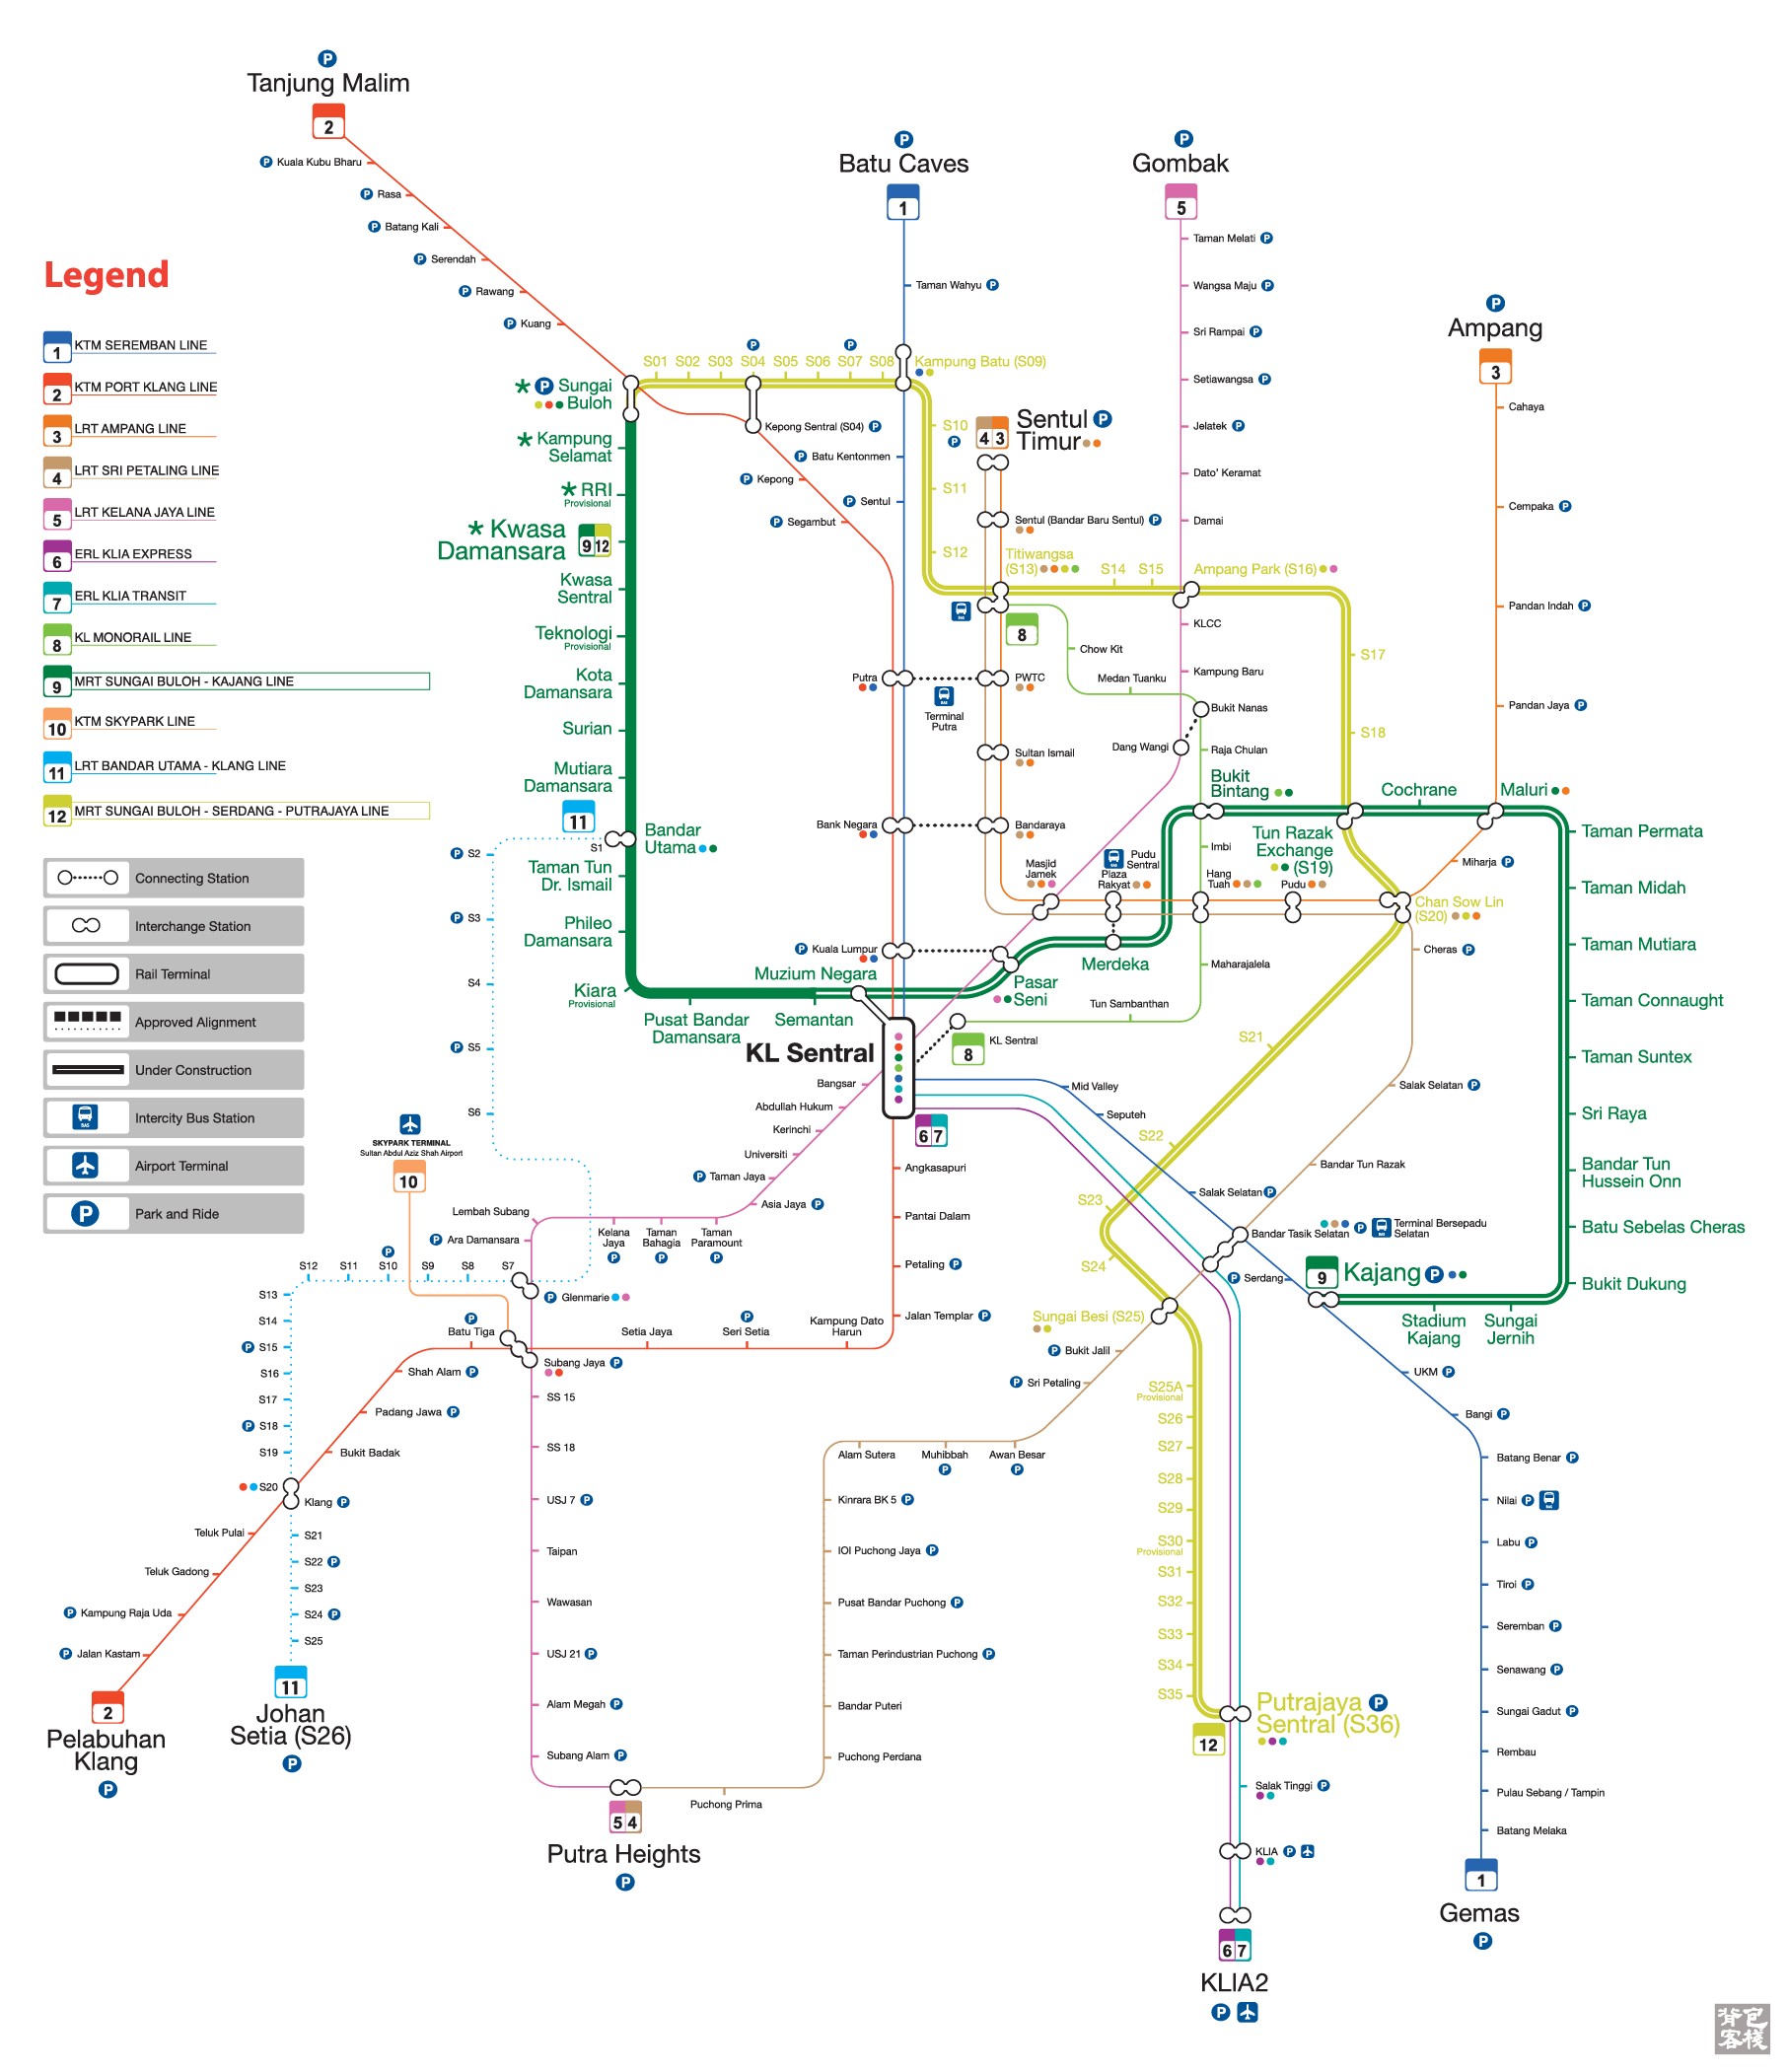 Tanjung Malim
2
Kuala Kubu Bharu
Rasa
Batang Kali
Serendah
Rawang
Kuang
Batu Caves
1
Taman Wahyu
Gombak
5
Taman Melati
Wangsa Maju
Sri Rampai
Setiawangsa
Jelatek
Dato' Keramat
Damai
Ampang
3
Cahaya
Cempaka
Pandan Indah
Pandan Jaya
Legend
1 KTM SEREMBAN LINE
2 KTM PORT KLANG LINE
3 LRT AMPANG LINE
4 LRT SRI PETALING LINE
5 LRT KELANA JAYA LINE
6 ERL KLIA EXPRESS
7 ERL KLIA TRANSIT
8 KL MONORAIL LINE
9 MRT SUNGAI BULOH - KAJANG LINE
10 KTM SKYPARK LINE
11 LRT BANDAR UTAMA - KLANG LINE
12 MRT SUNGAI BULOH - SERDANG - PUTRAJAYA LINE
Connecting Station
Interchange Station
Rail Terminal
Approved Alignment
Under Construction
BAS Intercity Bus Station
Airport Terminal
P Park and Ride
S01 S02 S03 S04 S05 S06 S07 S08 Kampung Batu (S09)
* P Sungai
Buloh
* Kampung
Selamat
* RRI
Provisional
* Kwasa
Damansara
9 12
Kwasa
Sentral
Teknologi
Provisional
Kota
Damansara
Surian
Mutiara
Damansara
11
S1
Bandar
Utama
Taman Tun
Dr. Ismail
Phileo
Damansara
Kiara
Provisional
Pusat Bandar
Damansara
Semantan
Muzium Negara
Kepong Sentral (S04)
Kepong
Segambut
Batu Kentonmen
Sentul
S10
S11
S12
4 3
Sentul
Timur
Sentul (Bandar Baru Sentul)
Titiwangsa
(S13)
S14 S15
Ampang Park (S16)
8
Chow Kit
Medan Tuanku
KLCC
Kampung Baru
Bukit Nanas
Dang Wangi
Raja Chulan
S17
S18
Putra
Terminal
Putra
PWTC
Sultan Ismail
Bank Negara
Bandaraya
Bukit
Bintang
Cochrane
Maluri
Tun Razak
Exchange
(S19)
Imbi
Miharja
Masjid
Jamek
Pudu
Sentral
Plaza
Rakyat
Hang
Tuah
Pudu
Chan Sow Lin
(S20)
Kuala Lumpur
Pasar
Seni
Merdeka
Maharajalela
Cheras
Tun Sambanthan
8
KL Sentral
KL Sentral
6 7
Taman Permata
Taman Midah
Taman Mutiara
Taman Connaught
Taman Suntex
Sri Raya
Bandar Tun
Hussein Onn
Batu Sebelas Cheras
Bukit Dukung
Sungai
Jernih
Stadium
Kajang
9 Kajang
S2
S3
S4
S5
S6
SKYPARK TERMINAL
Sultan Abdul Aziz Shah Airport
10
Bangsar
Abdullah Hukum
Kerinchi
Universiti
Taman Jaya
Asia Jaya
Taman
Paramount
Taman
Bahagia
Kelana
Jaya
Lembah Subang
Ara Damansara
S12 S11 S10 S9 S8 S7
Glenmarie
S13
S14
S15
S16
S17
S18
S19
S20
Klang
S21
S22
S23
S24
S25
11
Johan
Setia (S26)
Angkasapuri
Pantai Dalam
Petaling
Jalan Templar
Kampung Dato
Harun
Seri Setia
Setia Jaya
Subang Jaya
Batu Tiga
Shah Alam
Padang Jawa
Bukit Badak
Teluk Pulai
Teluk Gadong
Kampung Raja Uda
Jalan Kastam
2
Pelabuhan
Klang
SS 15
SS 18
USJ 7
Taipan
Wawasan
USJ 21
Alam Megah
Subang Alam
5 4
Putra Heights
Puchong Prima
Puchong Perdana
Bandar Puteri
Taman Perindustrian Puchong
Pusat Bandar Puchong
IOI Puchong Jaya
Kinrara BK 5
Alam Sutera
Muhibbah
Awan Besar
Sri Petaling
Bukit Jalil
Sungai Besi (S25)
S21
S22
S23
S24
Mid Valley
Seputeh
Salak Selatan
Salak Selatan
Bandar Tun Razak
Bandar Tasik Selatan
Terminal Bersepadu
Selatan
Serdang
S25A
Provisional
S26
S27
S28
S29
S30
Provisional
S31
S32
S33
S34
S35
12
Putrajaya
Sentral (S36)
Salak Tinggi
KLIA
6 7
KLIA2
UKM
Bangi
Batang Benar
Nilai
Labu
Tiroi
Seremban
Senawang
Sungai Gadut
Rembau
Pulau Sebang / Tampin
Batang Melaka
1
Gemas
背包
客棧